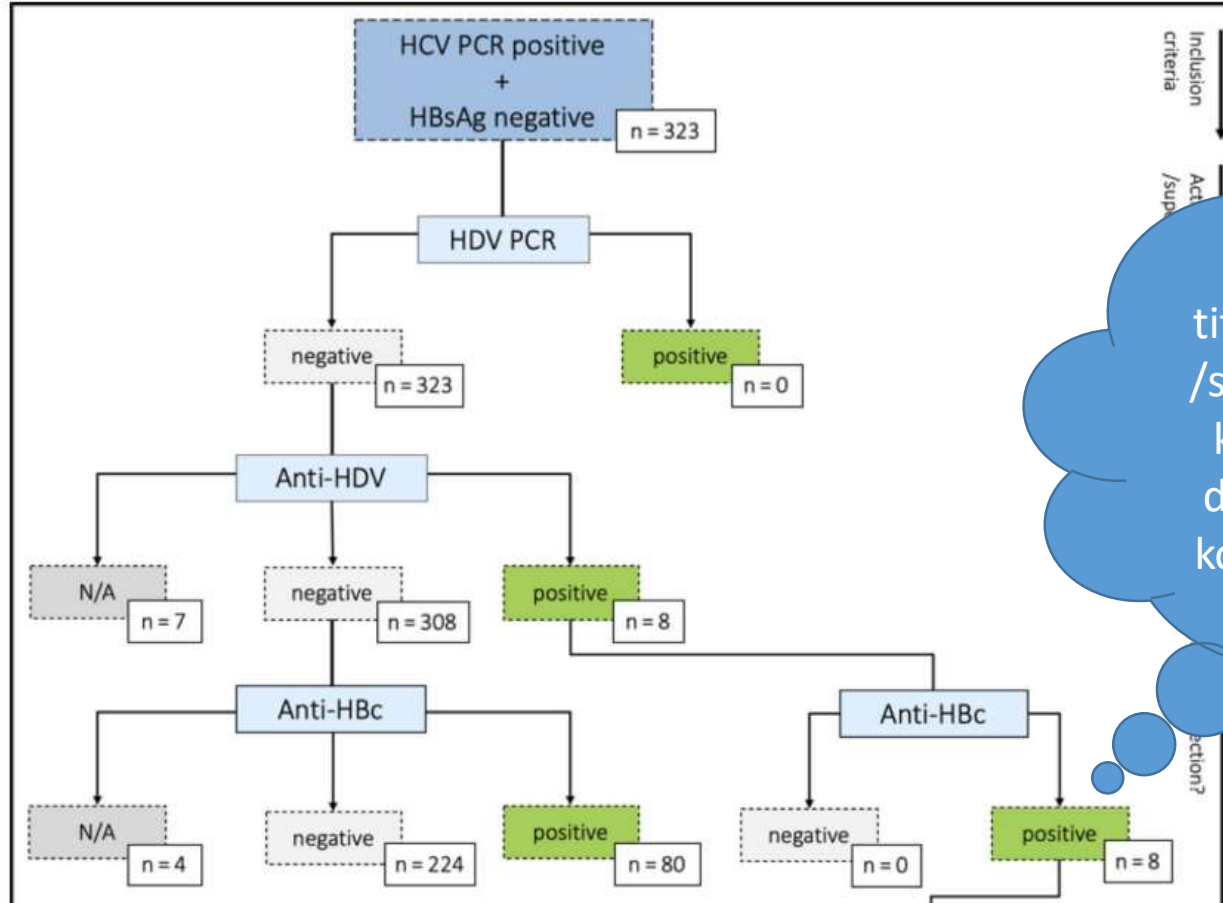 HCV PCR positive
+
HBsAg negative
n = 323
Inclusion
criteria
HDV PCR
negative
n = 323
positive
n = 0
Anti-HDV
N/A
n = 7
negative
n = 308
positive
n = 8
Anti-HBc
N/A
n = 4
negative
n = 224
positive
n = 80
Anti-HBc
negative
n = 0
positive
n = 8